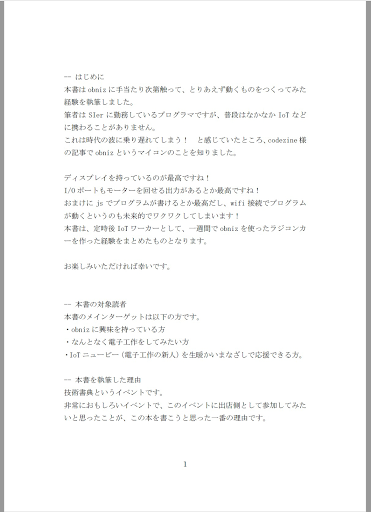 ── はじめに
本書は obniz に手当たり次第触って、とりあえず動くものをつくってみた
経験を執筆しました。
筆者は SIer に勤務しているプログラマですが、普段はなかなか IoT など
に携わることがありません。
これは時代の波に乗り遅れてしまう！　と感じていたところ、codezine 様
の記事で obniz というマイコンのことを知りました。
ディスプレイを持っているのが最高ですね！
I/O ポートもモーターを回せる出力があるとか最高ですね！
おまけに js でプログラムが書けるとか最高だし、wifi 接続でプログラム
が動くというのも未来的でワクワクしてしまいます！
本書は、定時後 IoT ワーカーとして、一週間で obniz を使ったラジコンカ
ーを作った経験をまとめたものとなります。
お楽しみいただければ幸いです。
── 本書の対象読者
本書のメインターゲットは以下の方です。
・obniz に興味を持っている方
・なんとなく電子工作をしてみたい方
・IoT ニュービー（電子工作の新人）を生暖かいまなざしで応援できる方。
── 本書を執筆した理由
技術書典というイベントです。
非常におもしろいイベントで、このイベントに出店側として参加してみた
いと思ったことが、この本を書こうと思った一番の理由です。
1